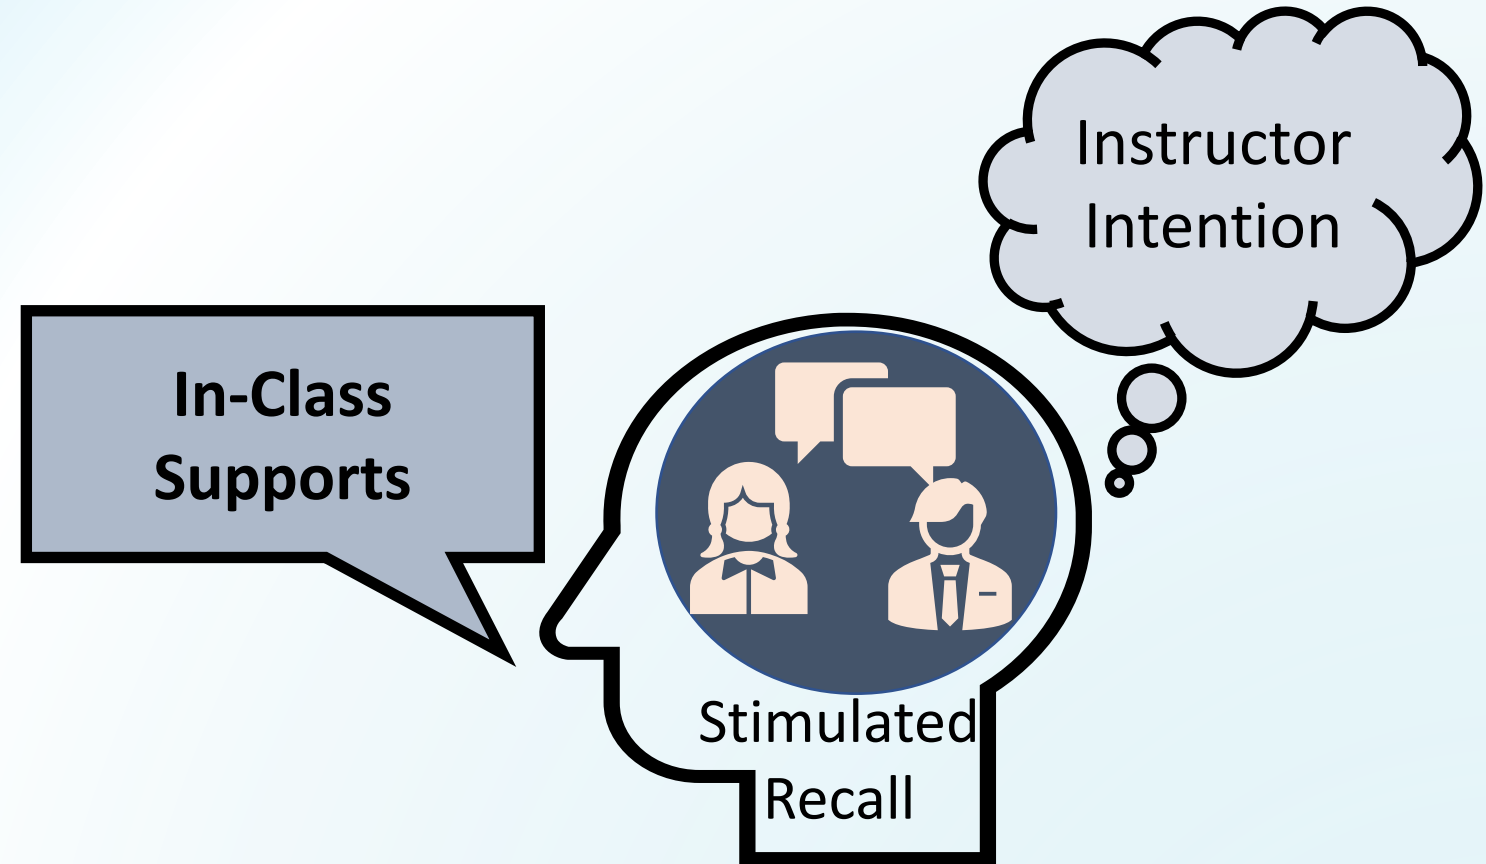 Instructor
Intention
In-Class
Supports
Stimulated
Recall